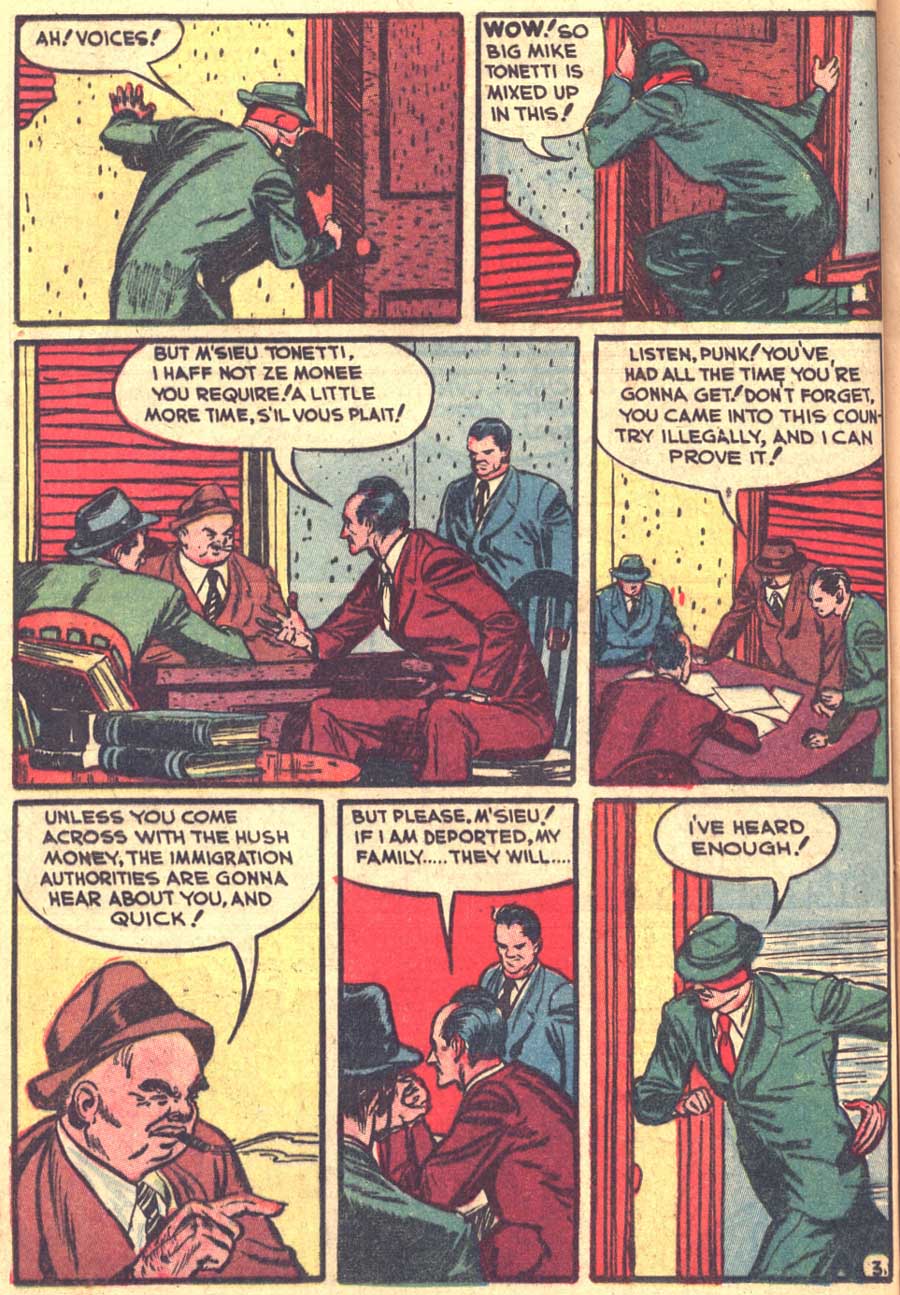 AH! VOICES!
WOW! SO
BIG MIKE
TONETTI IS
MIXED UP
IN THIS!
BUT M'SIEU TONETTI,
I HAFF NOT ZE MONEE
YOU REQUIRE! A LITTLE
MORE TIME, S'IL VOUS PLAIT!
LISTEN, PUNK! YOU'VE
HAD ALL THE TIME YOU'RE
GONNA GET! DON'T FORGET,
YOU CAME INTO THIS COUN-
TRY ILLEGALLY, AND I CAN
PROVE IT!
UNLESS YOU COME
ACROSS WITH THE HUSH
MONEY, THE IMMIGRATION
AUTHORITIES ARE GONNA
HEAR ABOUT YOU, AND
QUICK!
BUT PLEASE, M'SIEU!
IF I AM DEPORTED, MY
FAMILY..... THEY WILL....
I'VE HEARD
ENOUGH!
3.